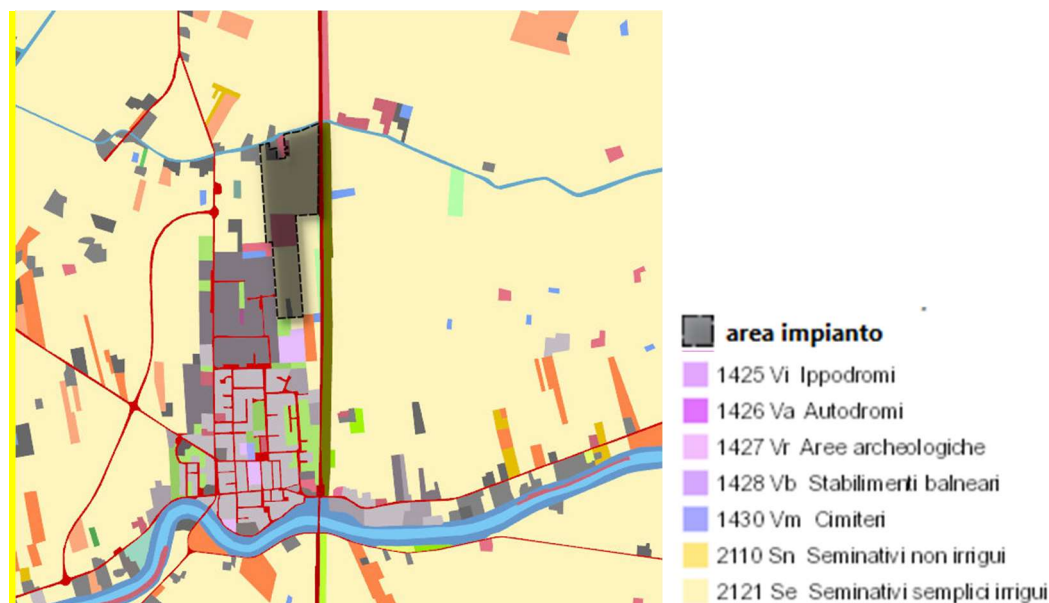 area impianto
1425 Vi Ippodromi
1426 Va Autodromi
1427 Vr Aree archeologiche
1428 Vb Stabilimenti balneari
1430 Vm Cimiteri
2110 Sn Seminativi non irrigui
2121 Se Seminativi semplici irrigui